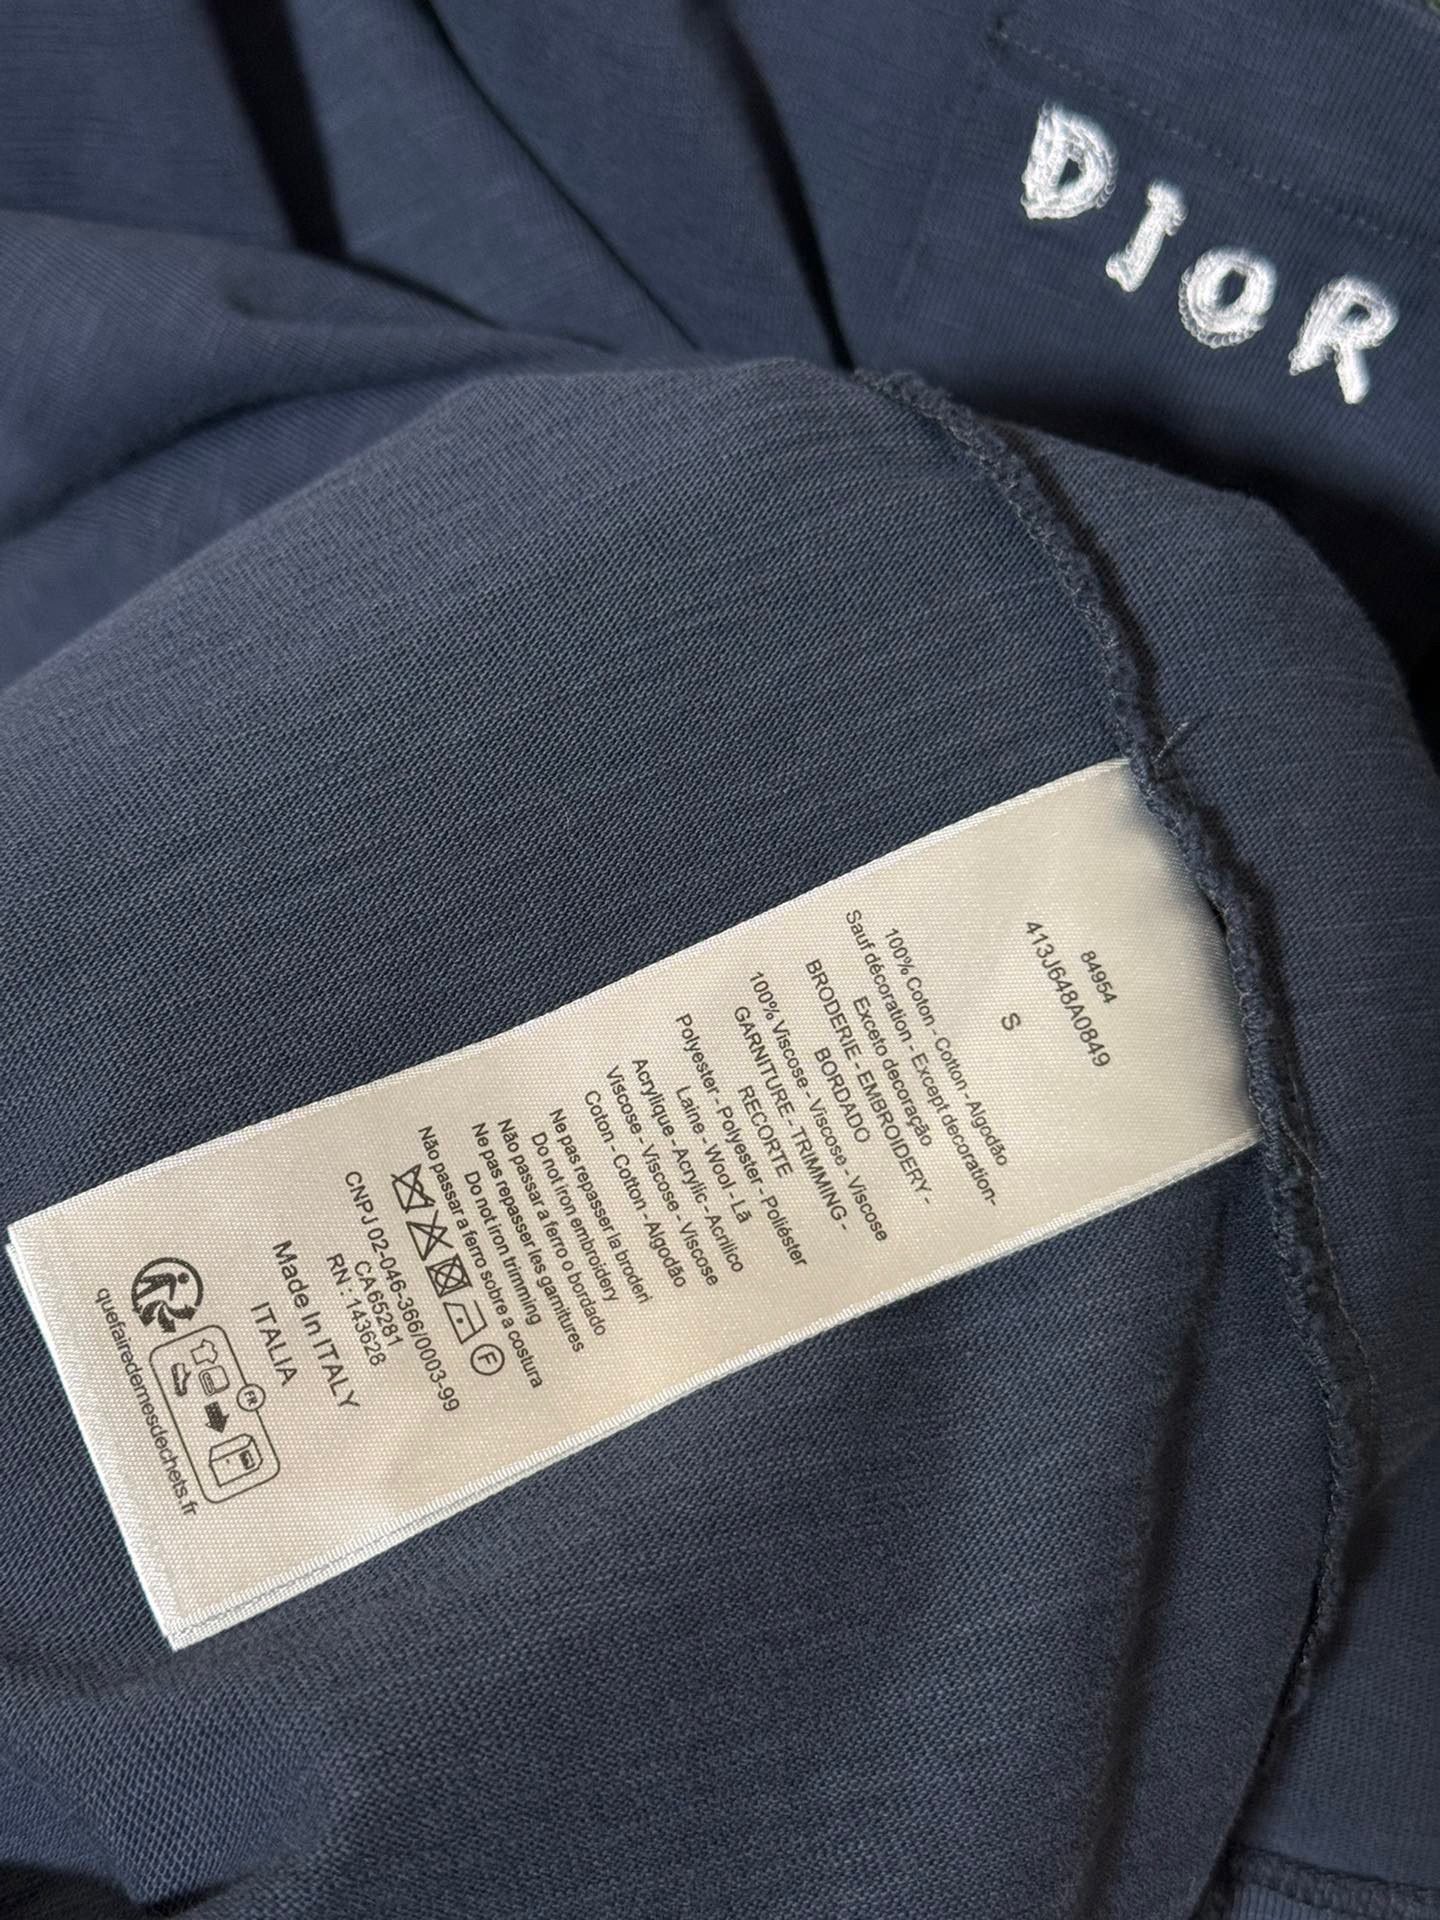 DIOR
84954
413J648A0849
S
100% Coton - Cotton - Algodão
Sauf décoration - Except decoration-
Exceto decoração
BRODERIE - EMBROIDERY -
BORDADO
100% Viscose - Viscose - Viscose
GARNITURE - TRIMMING -
RECORTE
Polyester - Polyester - Poliéster
Laine - Wool - Lã
Acrylique - Acrylic - Acrilico
Viscose - Viscose - Viscose
Coton - Cotton - Algodão
Ne pas repasser la broderi
Do not iron embroidery
Não passar a ferro o bordado
Ne pas repasser les garnitures
Do not iron trimming
Não passar a ferro sobre a costura
F
CNPJ 02-046-366/0003-99
CA 65281
RN : 143628
Made In ITALY
ITALIA
FR
quefairedemesdechets.fr